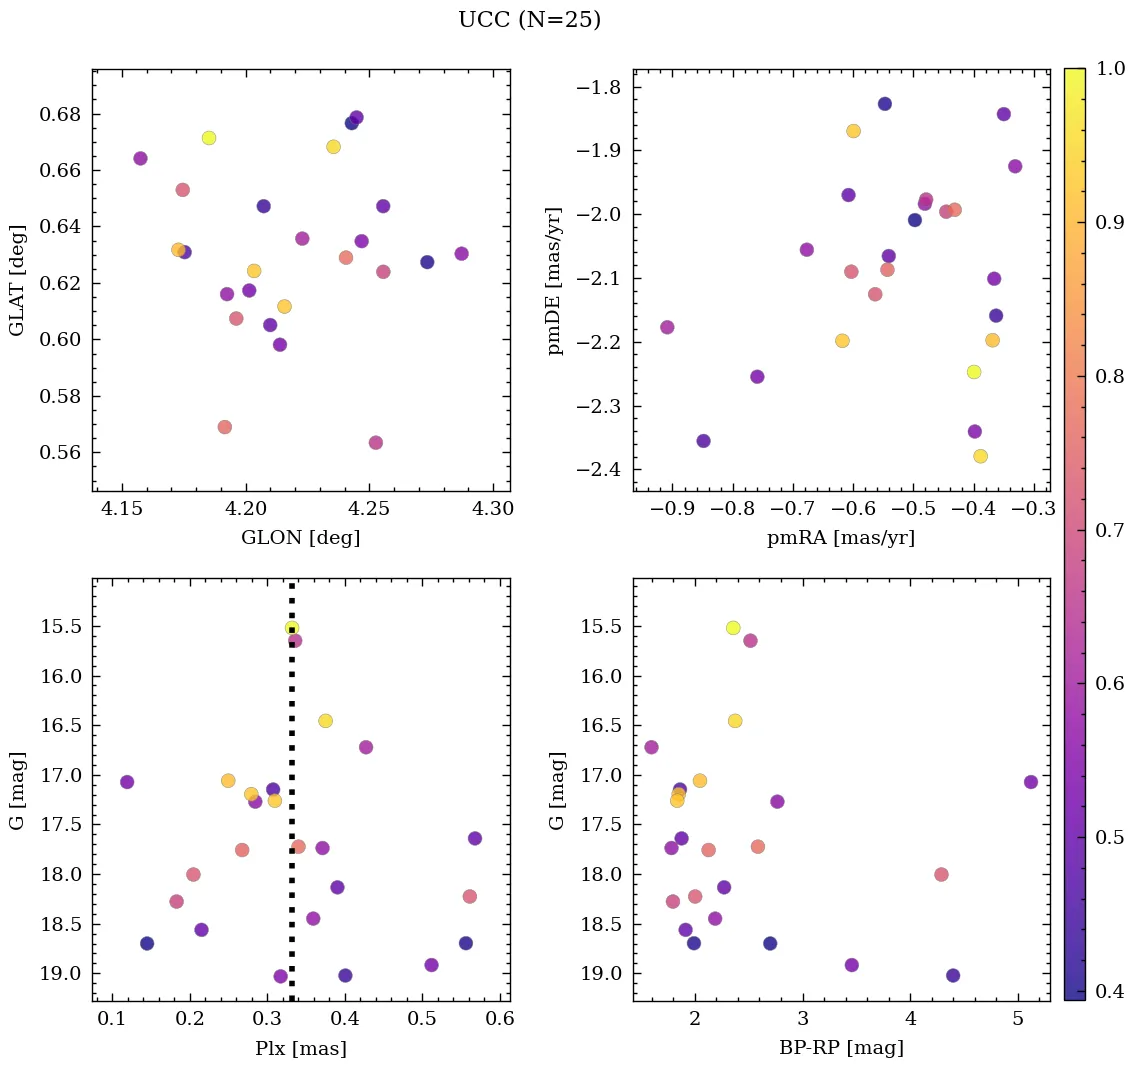 UCC (N=25)
0.68
0.66
0.64
0.62
0.60
0.58
0.56
GLAT [deg]
4.15 4.20 4.25 4.30
GLON [deg]
−1.8
−1.9
−2.0
−2.1
−2.2
−2.3
−2.4
pmDE [mas/yr]
−0.9 −0.8 −0.7 −0.6 −0.5 −0.4 −0.3
pmRA [mas/yr]
15.5
16.0
16.5
17.0
17.5
18.0
18.5
19.0
G [mag]
0.1 0.2 0.3 0.4 0.5 0.6
Plx [mas]
15.5
16.0
16.5
17.0
17.5
18.0
18.5
19.0
G [mag]
2 3 4 5
BP-RP [mag]
1.0
0.9
0.8
0.7
0.6
0.5
0.4